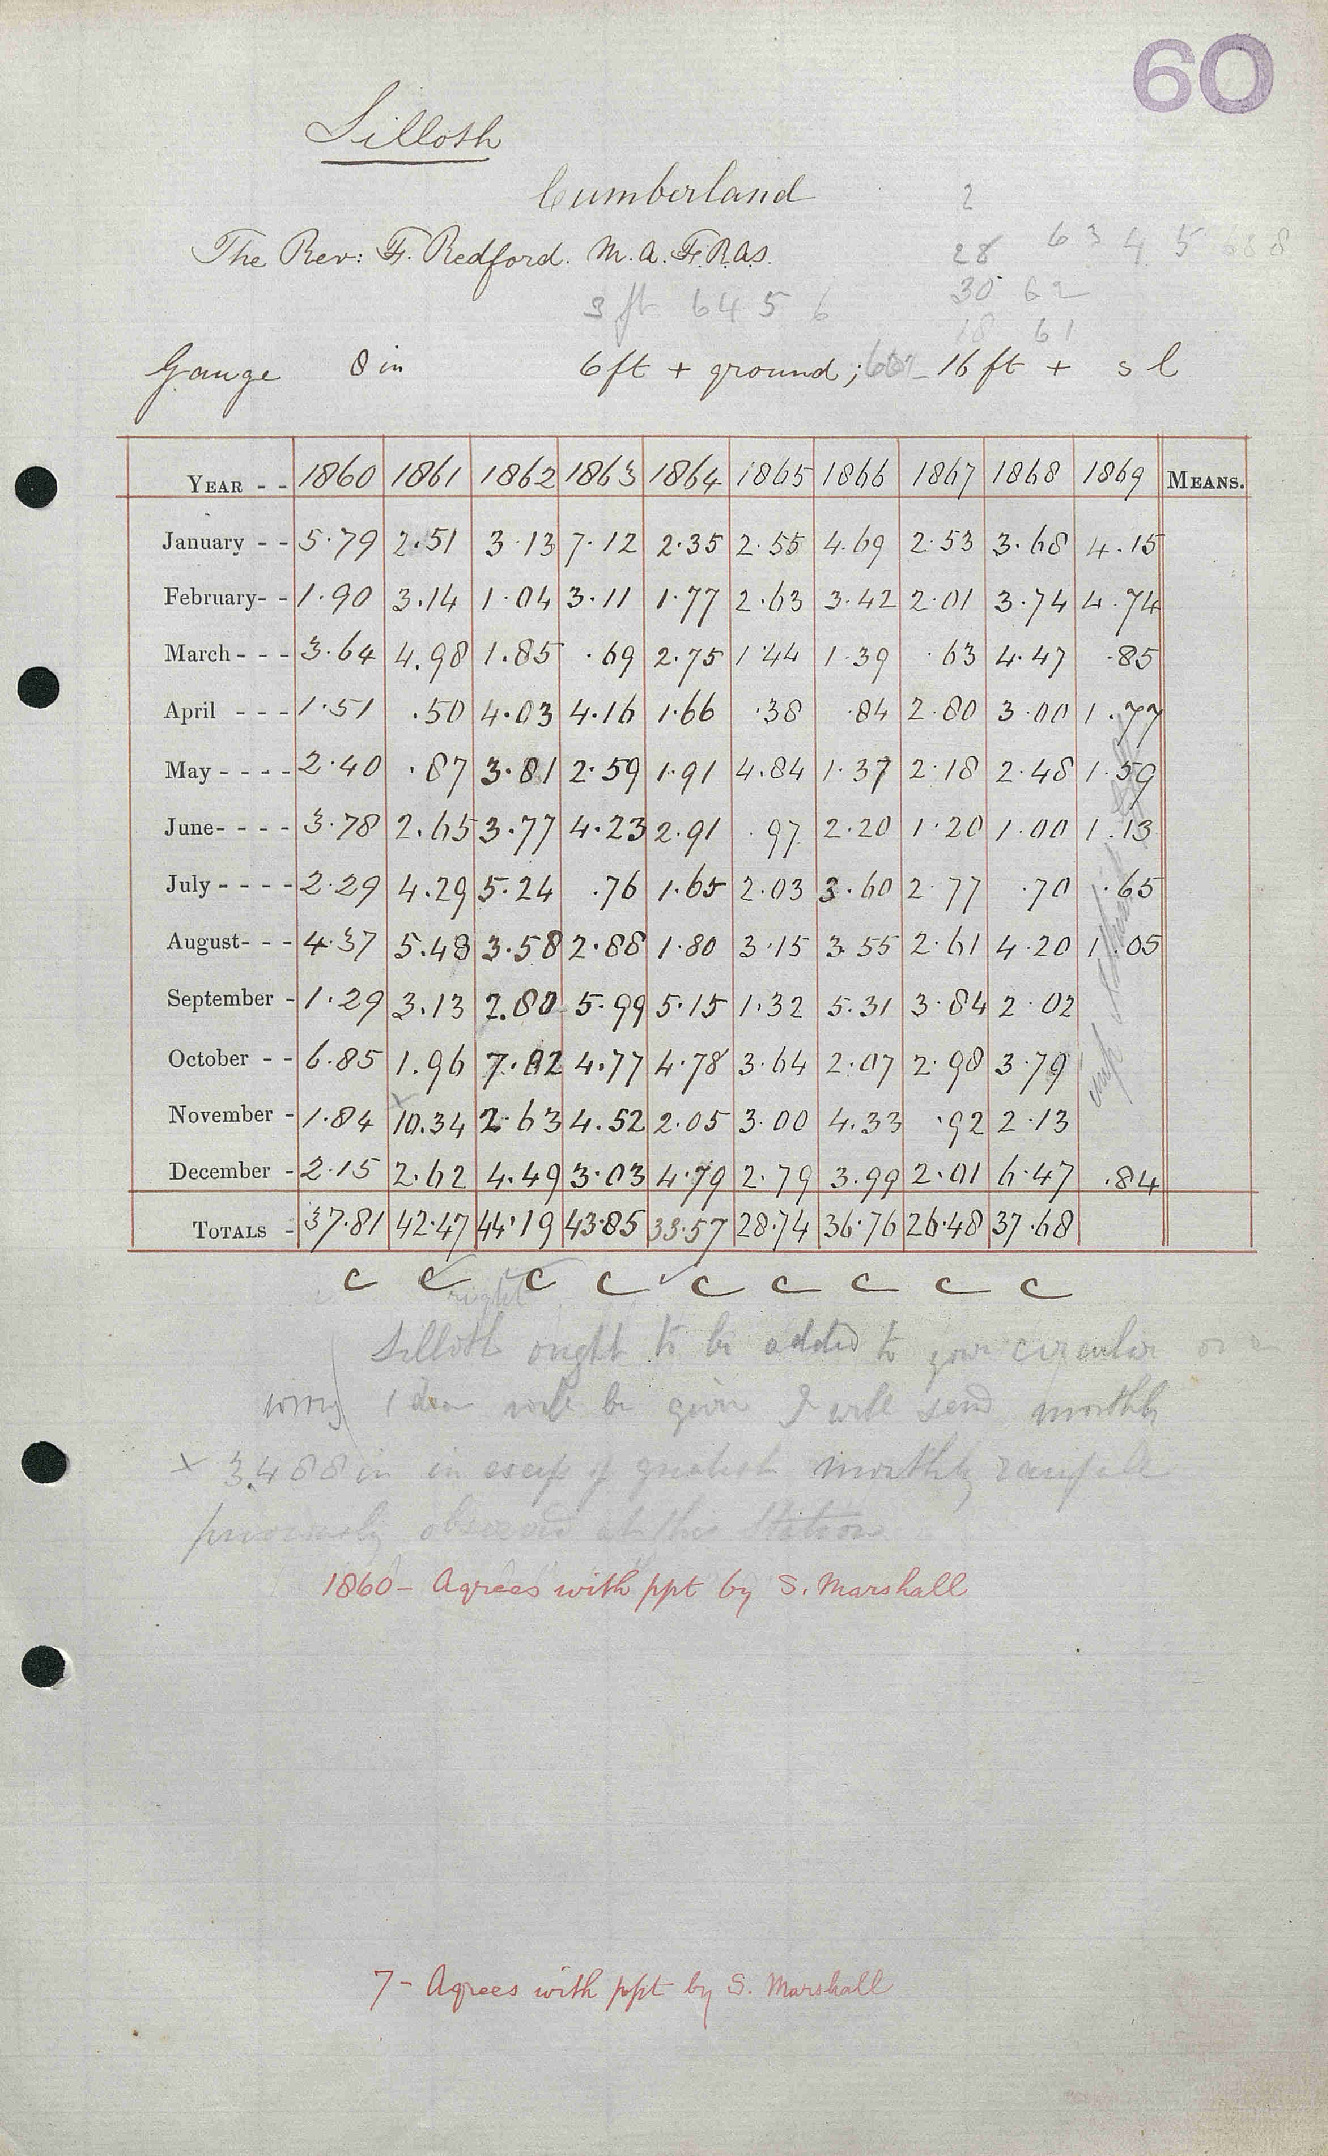 60
Silloth
Cumberland
The Rev: F. Redford. M.A. F.R.A.S.
2
28 63 4 5
30 62
3 ft 64 5 6
18 61
Gauge 8 in 6 ft + ground; 16 ft + s l
YEAR - - 1860 1861 1862 1863 1864 1865 1866 1867 1868 1869 MEANS.
January - - 5.79 2.51 3.13 7.12 2.35 2.55 4.69 2.53 3.68 4.15
February- - 1.90 3.14 1.04 3.11 1.77 2.63 3.42 2.01 3.74 4.74
March - - - 3.64 4.98 1.85 .69 2.75 1.44 1.39 .63 4.47 .85
April - - - 1.51 .50 4.03 4.16 1.66 .38 .84 2.80 3.00 1.77
May - - - - 2.40 .87 3.81 2.59 1.91 4.84 1.37 2.18 2.48 1.59
June- - - - 3.78 2.65 3.77 4.23 2.91 .97 2.20 1.20 1.00 1.13
July - - - - 2.29 4.29 5.24 .76 1.65 2.03 3.60 2.77 .70 .65
August- - - 4.37 5.48 3.58 2.88 1.80 3.15 3.55 2.61 4.20 1.05
September - 1.29 3.13 2.80 5.99 5.15 1.32 5.31 3.84 2.02
October - - 6.85 1.96 7.82 4.77 4.78 3.64 2.07 2.98 3.79
November - 1.84 10.34 2.63 4.52 2.05 3.00 4.33 .92 2.13
December - 2.15 2.62 4.49 3.03 4.79 2.79 3.99 2.01 6.47 .84
TOTALS - 37.81 42.47 44.19 43.85 33.57 28.74 36.76 26.48 37.68
c c c c c c c c c
right
Silloth ought to be added to your circular on
wrong idea will be given I will send monthly
x 3.488 in in excess of greatest monthly rainfall
previously observed at this Station
1860 - Agrees with ppt by S. Marshall
7 - Agrees with ppt by S. Marshall